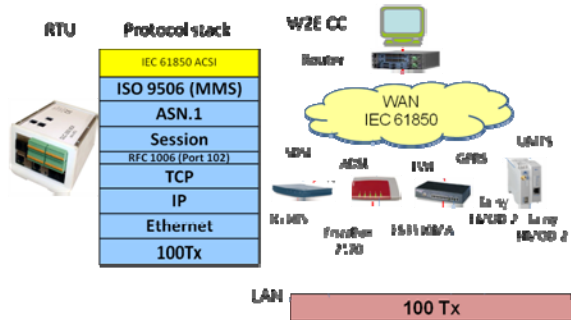 RTU
Protocol stack
W2E CC
IEC 61850 ACSI
ISO 9506 (MMS)
ASN.1
Session
RFC 1006 (Port 102)
TCP
IP
Ethernet
100Tx
Router
WAN
IEC 61850
GPRS
UMTS
LAN
100 Tx